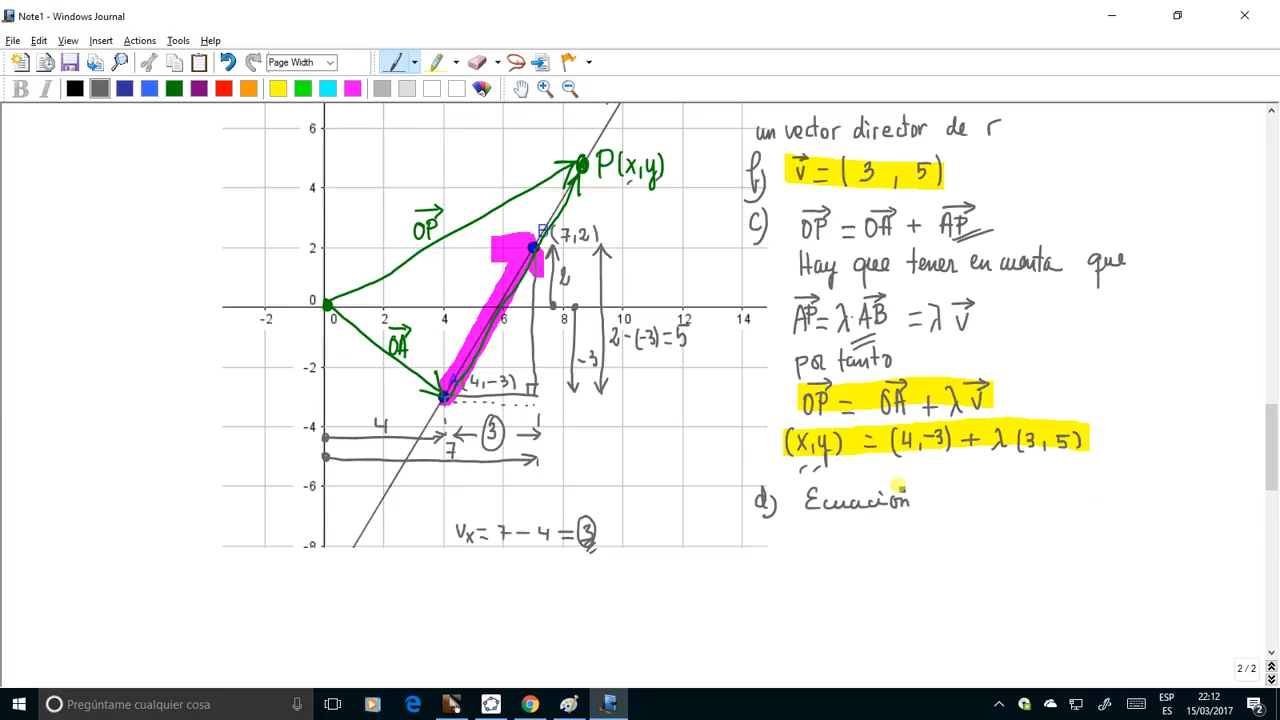 Note1 - Windows Journal
File Edit View Insert Actions Tools Help
Page Width
B I
6
4
2
0
-2
-4
-6
-8
-2 0 4 6 8 10 12 14
P(x,y)
OP
OA
B(7,2)
2
2-(-3)=5
-3
A(4,-3)
4
3
7
Vx = 7 - 4 = 3
un vector director de r
b) v = (3, 5)
c) OP = OA + AP
Hay que tener en cuenta que
AP = λ·AB = λ v
por tanto
OP = OA + λ v
(x,y) = (4,-3) + λ (3,5)
d) Ecuación
2/2
Pregúntame cualquier cosa
ESP
ES
22:12
15/03/2017
2